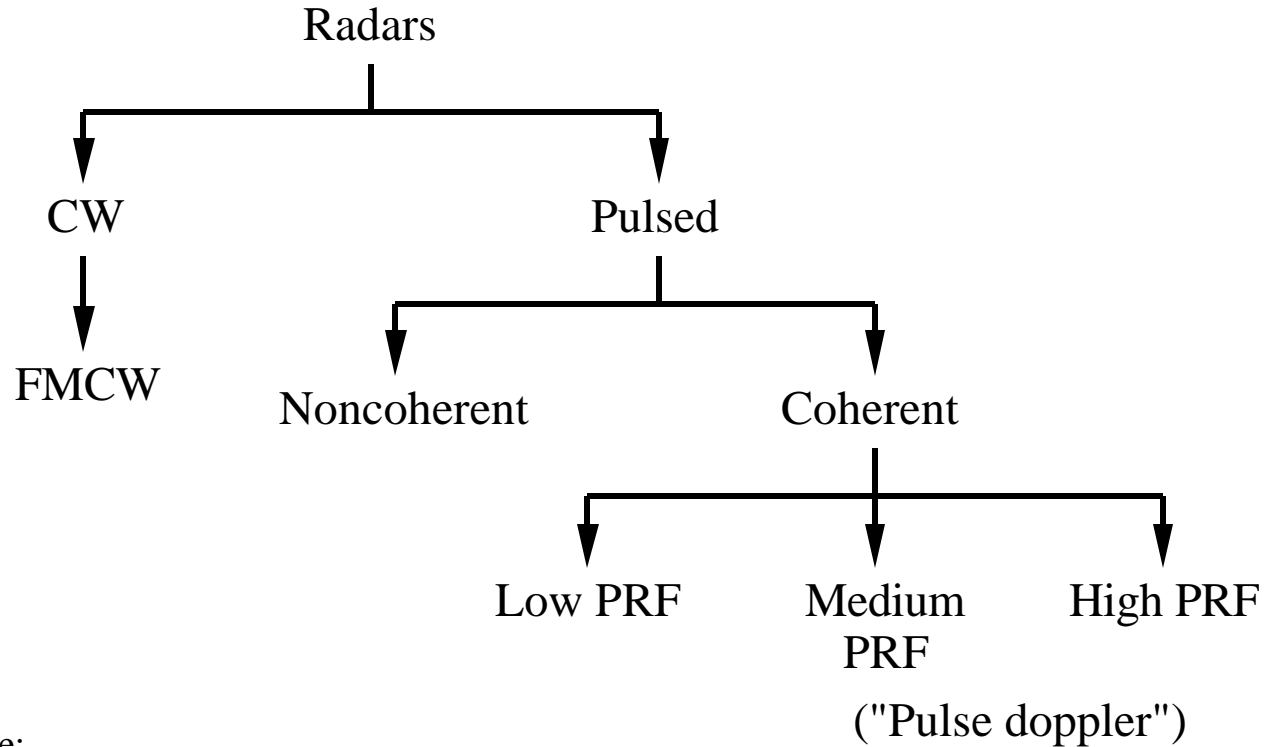 Radars
CW
Pulsed
FMCW
Noncoherent
Coherent
Low PRF
Medium
PRF
High PRF
("Pulse doppler")
e: